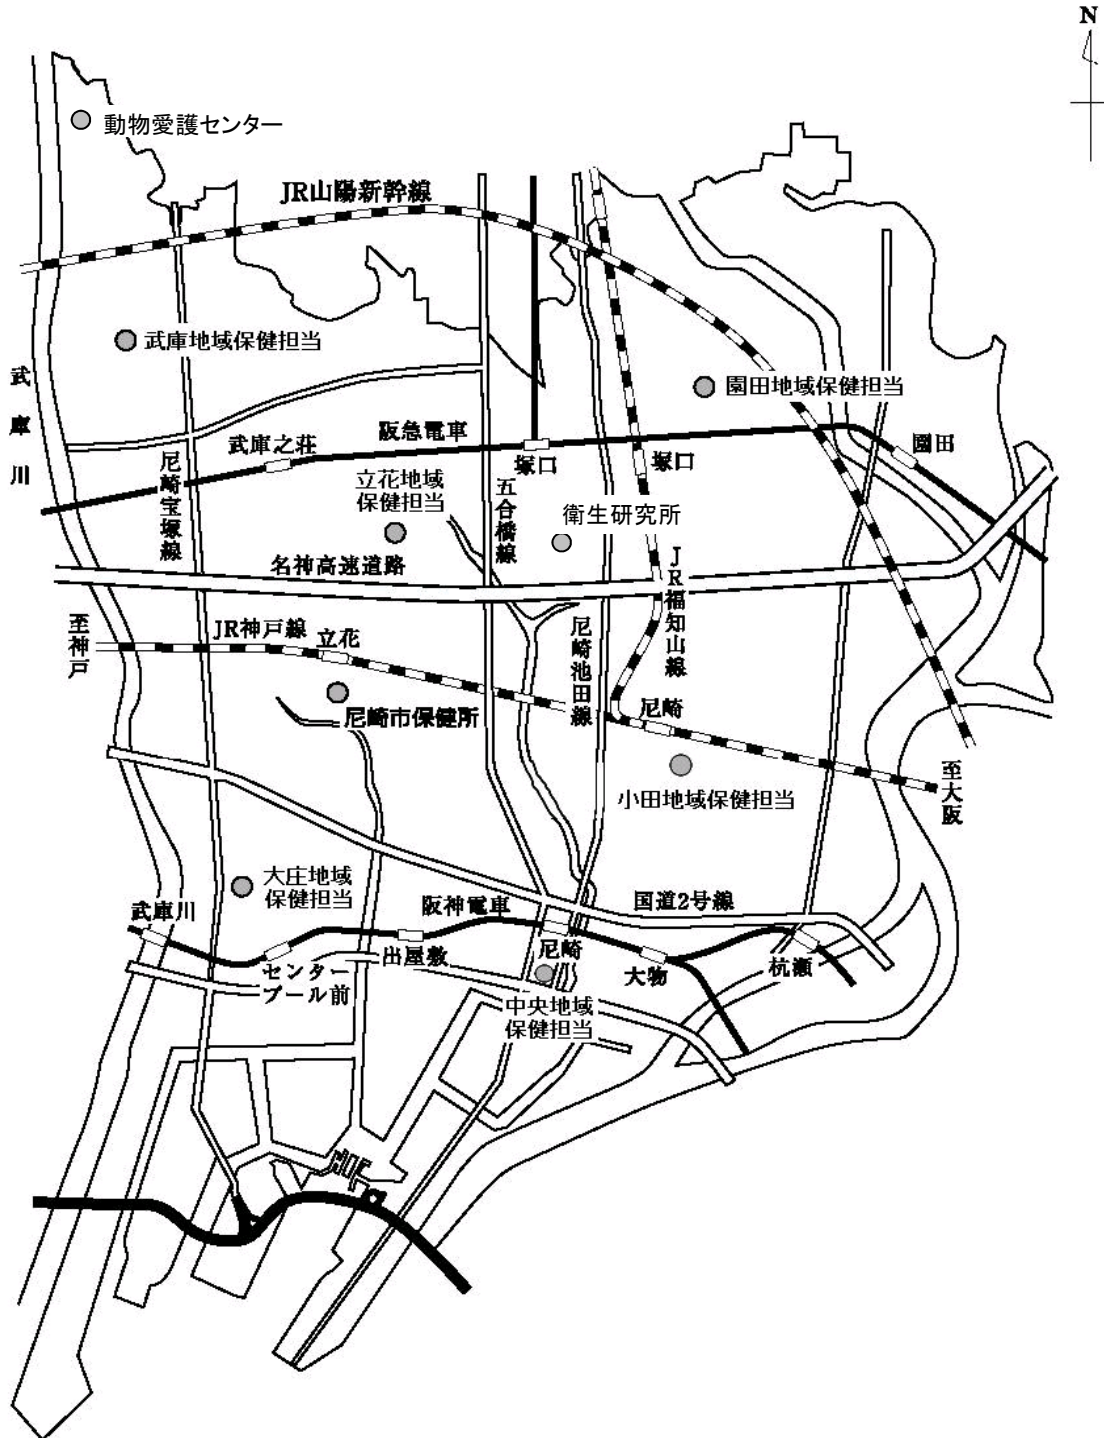 N
動物愛護センター
JR山陽新幹線
武庫地域保健担当
武庫川
園田地域保健担当
阪急電車
武庫之荘
園田
塚口
塚口
尼崎宝塚線
立花地域
保健担当
五合橋線
衛生研究所
名神高速道路
JR福知山線
至神戸
JR神戸線
立花
尼崎池田線
尼崎市保健所
尼崎
至大阪
小田地域保健担当
大庄地域
保健担当
国道2号線
阪神電車
武庫川
尼崎
出屋敷
センター
プール前
大物
杭瀬
中央地域
保健担当